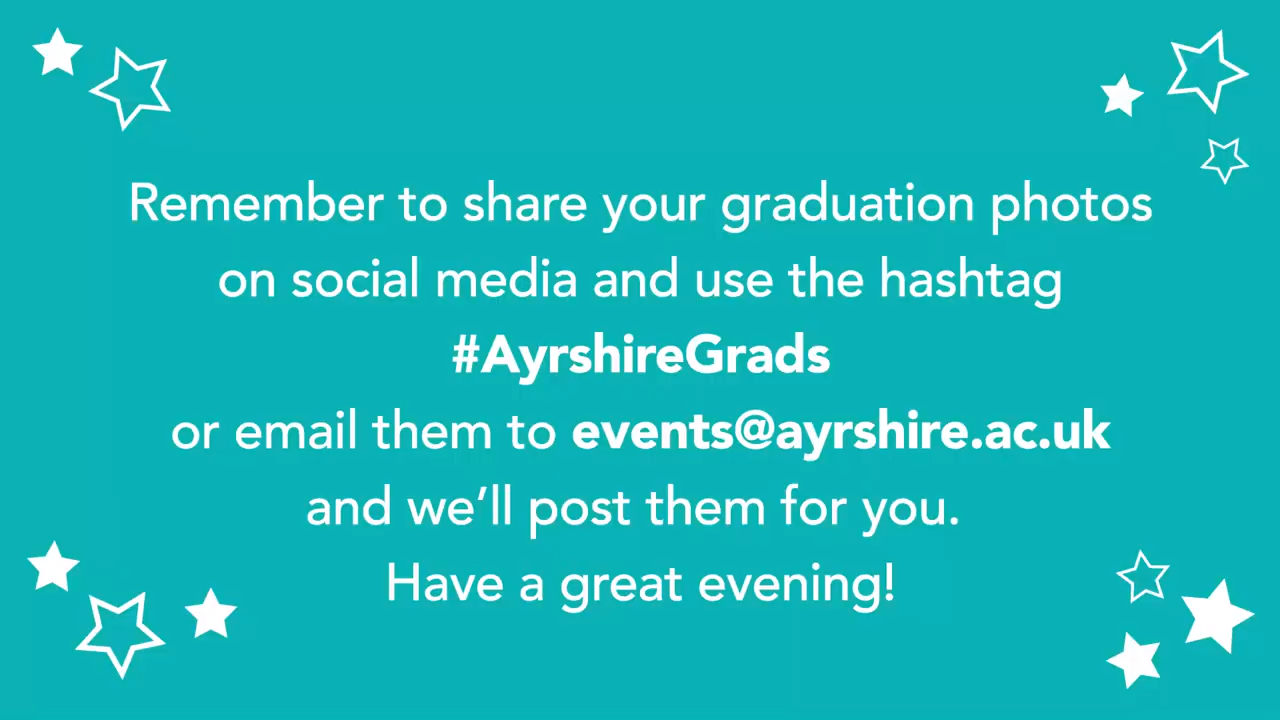 Remember to share your graduation photos
on social media and use the hashtag
#AyrshireGrads
or email them to events@ayrshire.ac.uk
and we’ll post them for you.
Have a great evening!